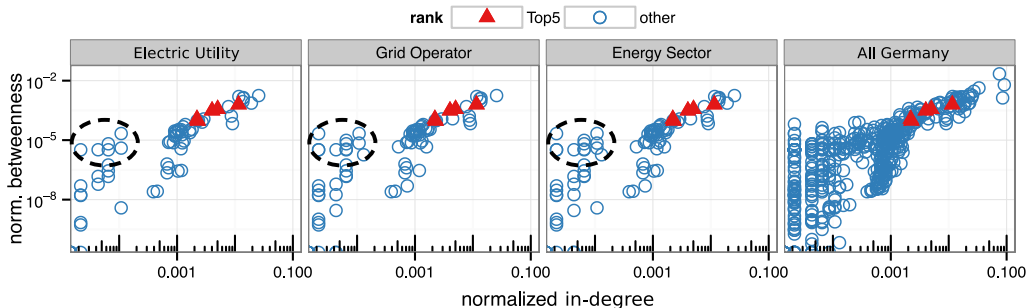 rank Top5 other
Electric Utility Grid Operator Energy Sector All Germany
norm. betweenness
10⁻²
10⁻⁵
10⁻⁸
0.001 0.100 0.001 0.100 0.001 0.100 0.001 0.100
normalized in-degree